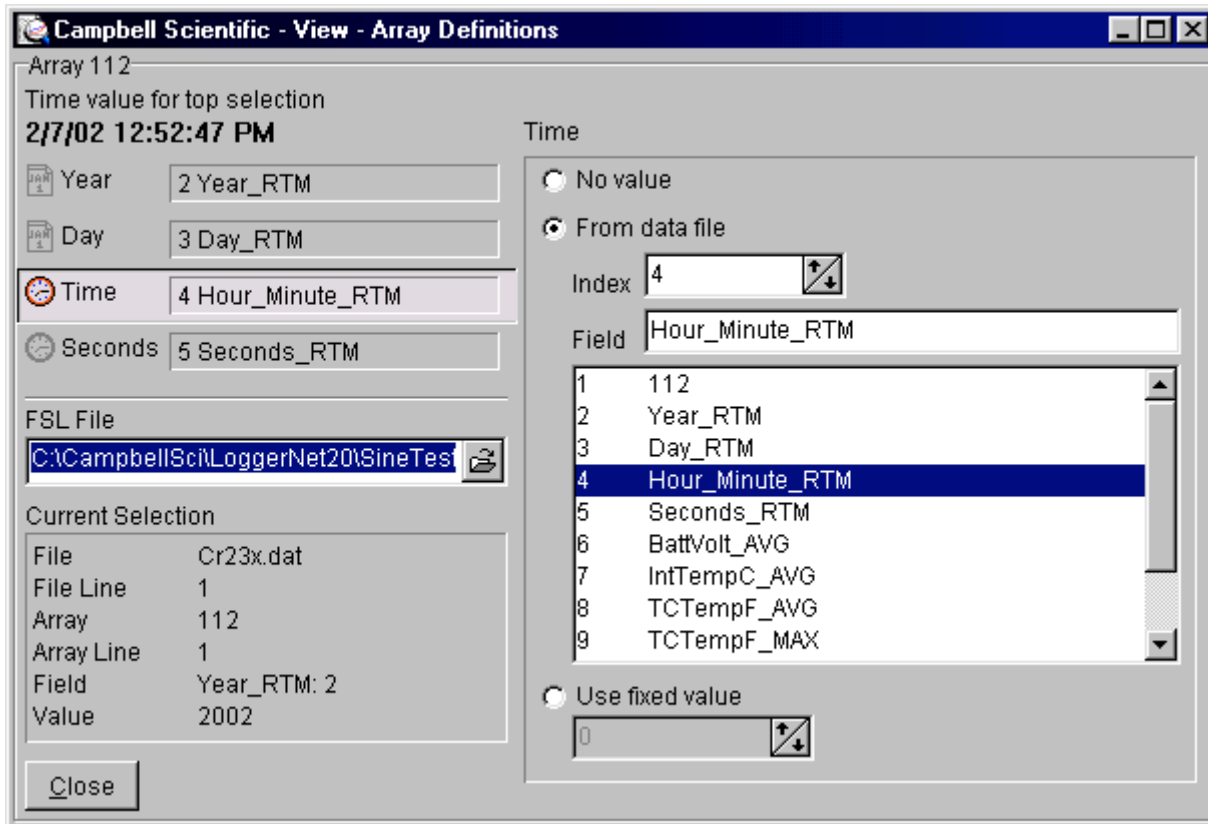 Campbell Scientific - View - Array Definitions
Array 112
Time value for top selection
2/7/02 12:52:47 PM
Year 2 Year_RTM
Day 3 Day_RTM
Time 4 Hour_Minute_RTM
Seconds 5 Seconds_RTM
FSL File
C:\CampbellSci\LoggerNet20\SineTest
Current Selection
File Cr23x.dat
File Line 1
Array 112
Array Line 1
Field Year_RTM: 2
Value 2002
Close
Time
No value
From data file
Index 4
Field Hour_Minute_RTM
1 112
2 Year_RTM
3 Day_RTM
4 Hour_Minute_RTM
5 Seconds_RTM
6 BattVolt_AVG
7 IntTempC_AVG
8 TCTempF_AVG
9 TCTempF_MAX
Use fixed value
0